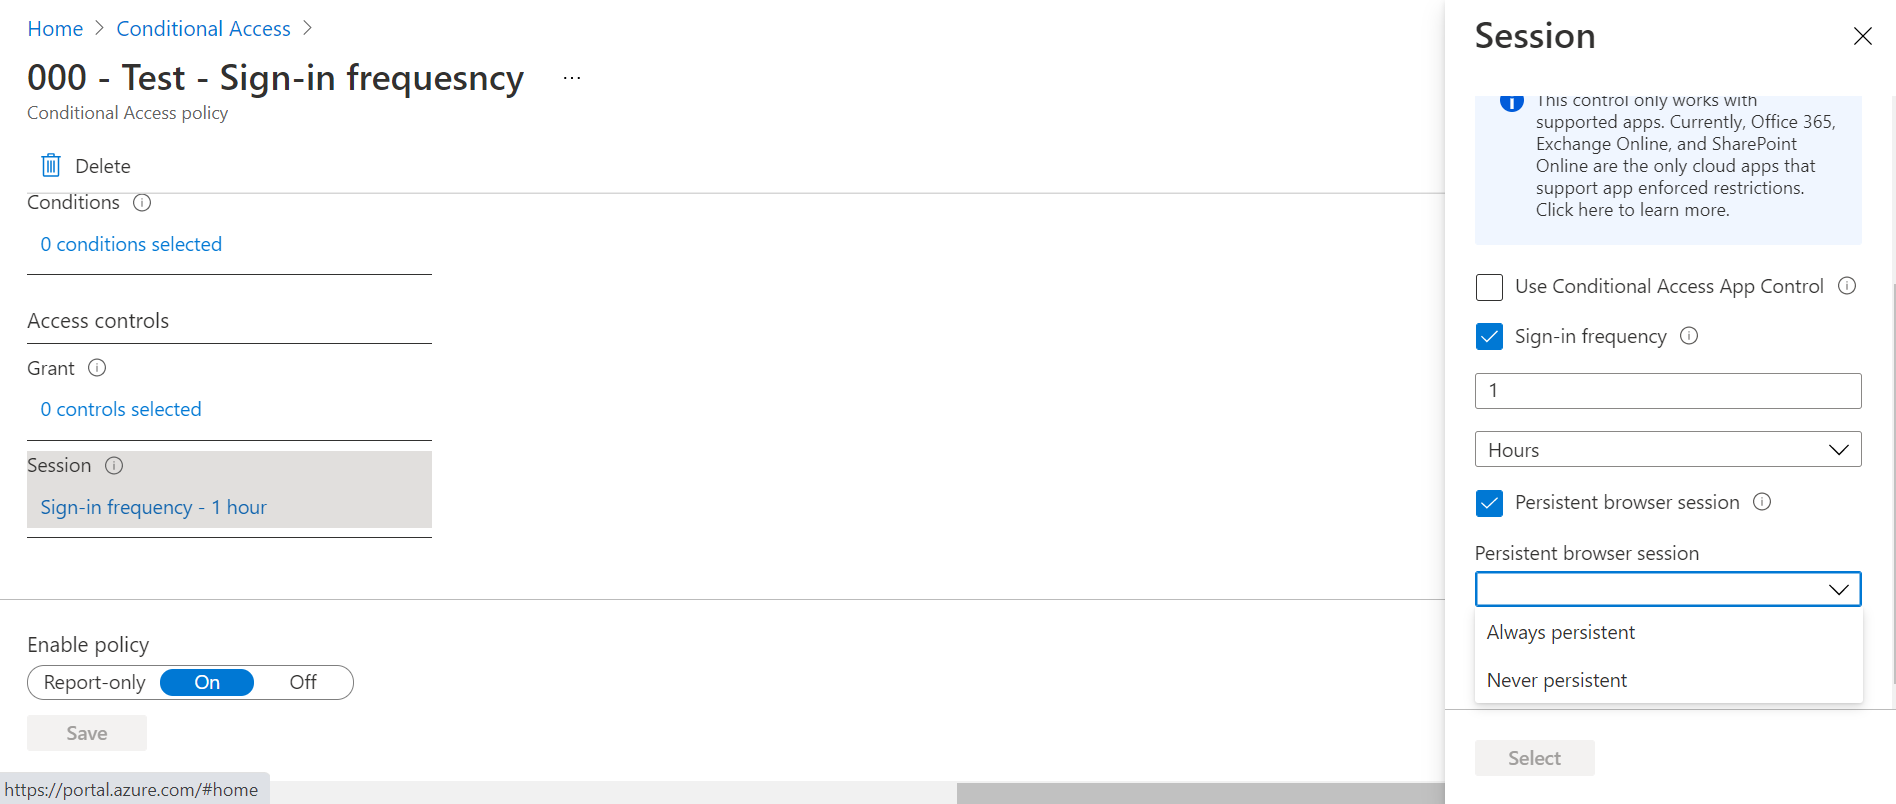 Home > Conditional Access >
000 - Test - Sign-in frequesncy ...
Conditional Access policy
Delete
Conditions
0 conditions selected
Access controls
Grant
0 controls selected
Session
Sign-in frequency - 1 hour
Enable policy
Report-only On Off
Save
https://portal.azure.com/#home
Session
This control only works with
supported apps. Currently, Office 365,
Exchange Online, and SharePoint
Online are the only cloud apps that
support app enforced restrictions.
Click here to learn more.
Use Conditional Access App Control
Sign-in frequency
1
Hours
Persistent browser session
Persistent browser session
Always persistent
Never persistent
Select